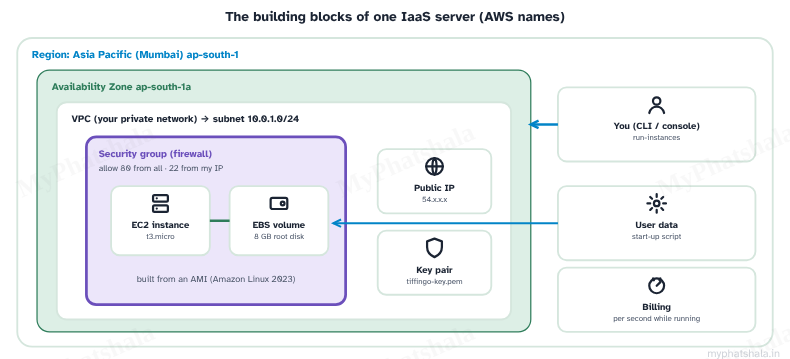 The building blocks of one IaaS server (AWS names)
Region: Asia Pacific (Mumbai) ap-south-1
Availability Zone ap-south-1a
VPC (your private network) → subnet 10.0.1.0/24
Security group (firewall)
allow 80 from all · 22 from my IP
EC2 instance
t3.micro
EBS volume
8 GB root disk
built from an AMI (Amazon Linux 2023)
Public IP
54.x.x.x
Key pair
tiffingo-key.pem
You (CLI / console)
run-instances
User data
start-up script
Billing
per second while running
MyPhatshala
MyPhatshala
MyPhatshala
myphatshala.in